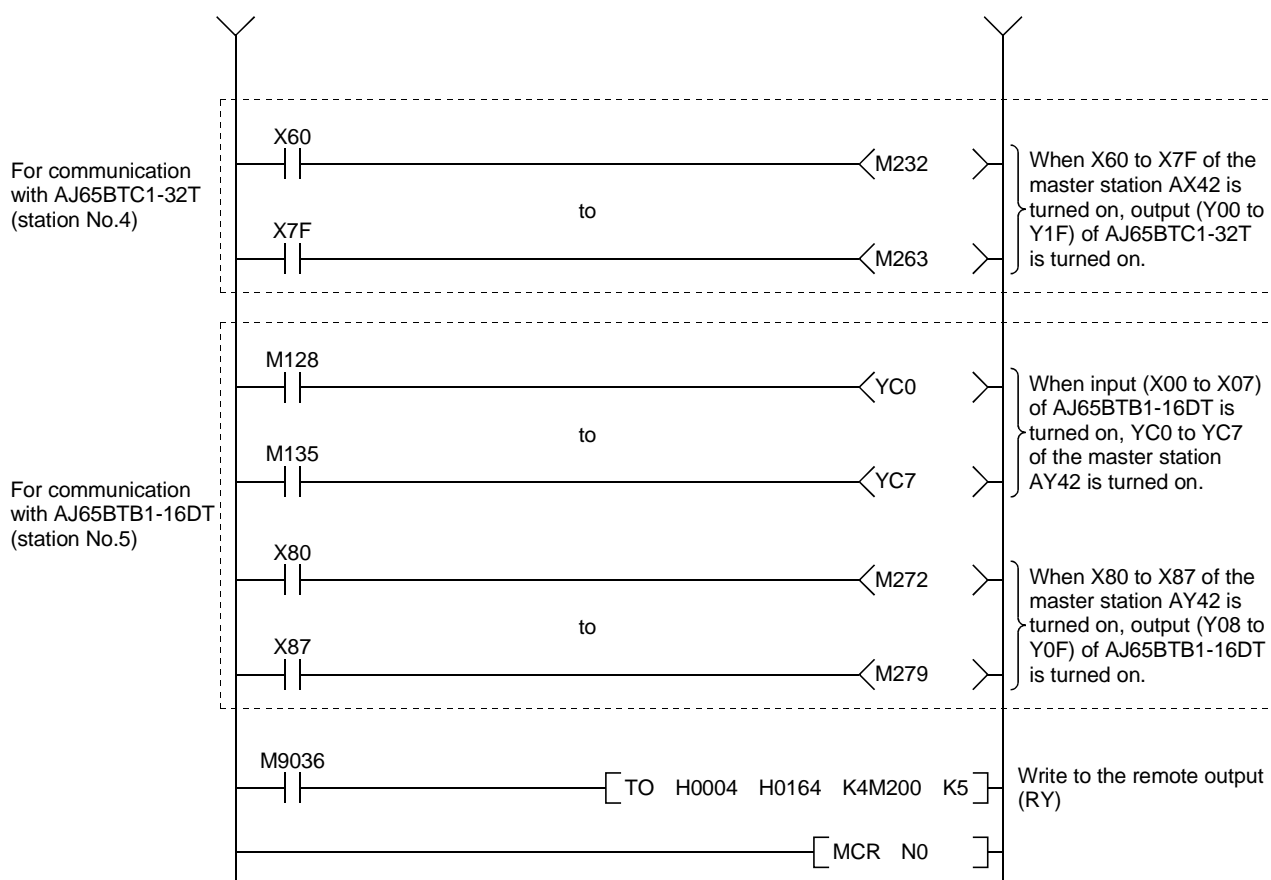 X60
M232
to
X7F
M263
For communication
with AJ65BTC1-32T
(station No.4)
When X60 to X7F of the
master station AX42 is
turned on, output (Y00 to
Y1F) of AJ65BTC1-32T
is turned on.
M128
YC0
to
M135
YC7
When input (X00 to X07)
of AJ65BTB1-16DT is
turned on, YC0 to YC7
of the master station
AY42 is turned on.
For communication
with AJ65BTB1-16DT
(station No.5)
X80
M272
to
X87
M279
When X80 to X87 of the
master station AY42 is
turned on, output (Y08 to
Y0F) of AJ65BTB1-16DT
is turned on.
M9036
TO H0004 H0164 K4M200 K5
Write to the remote output
(RY)
MCR N0